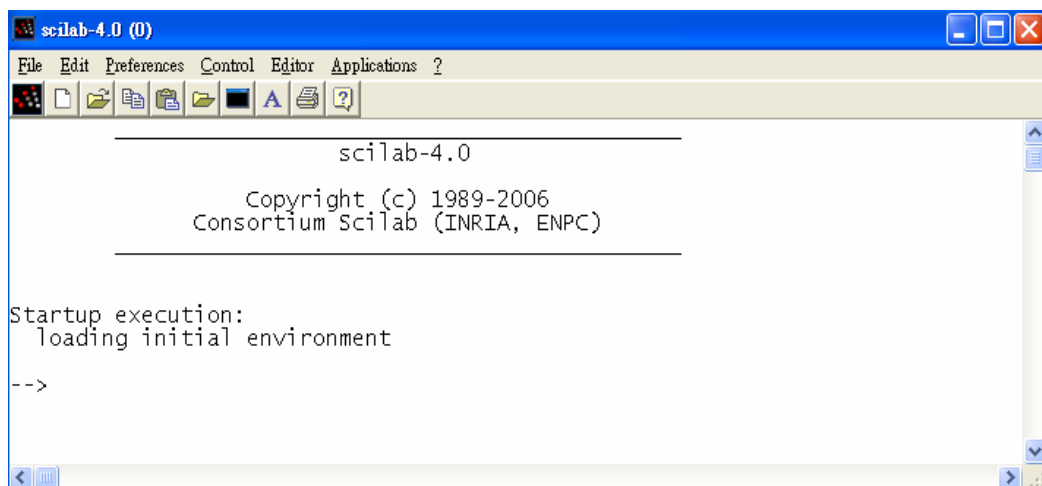 scilab-4.0 (0)
File Edit Preferences Control Editor Applications ?
A ?
scilab-4.0
Copyright (c) 1989-2006
Consortium Scilab (INRIA, ENPC)
Startup execution:
loading initial environment
-->